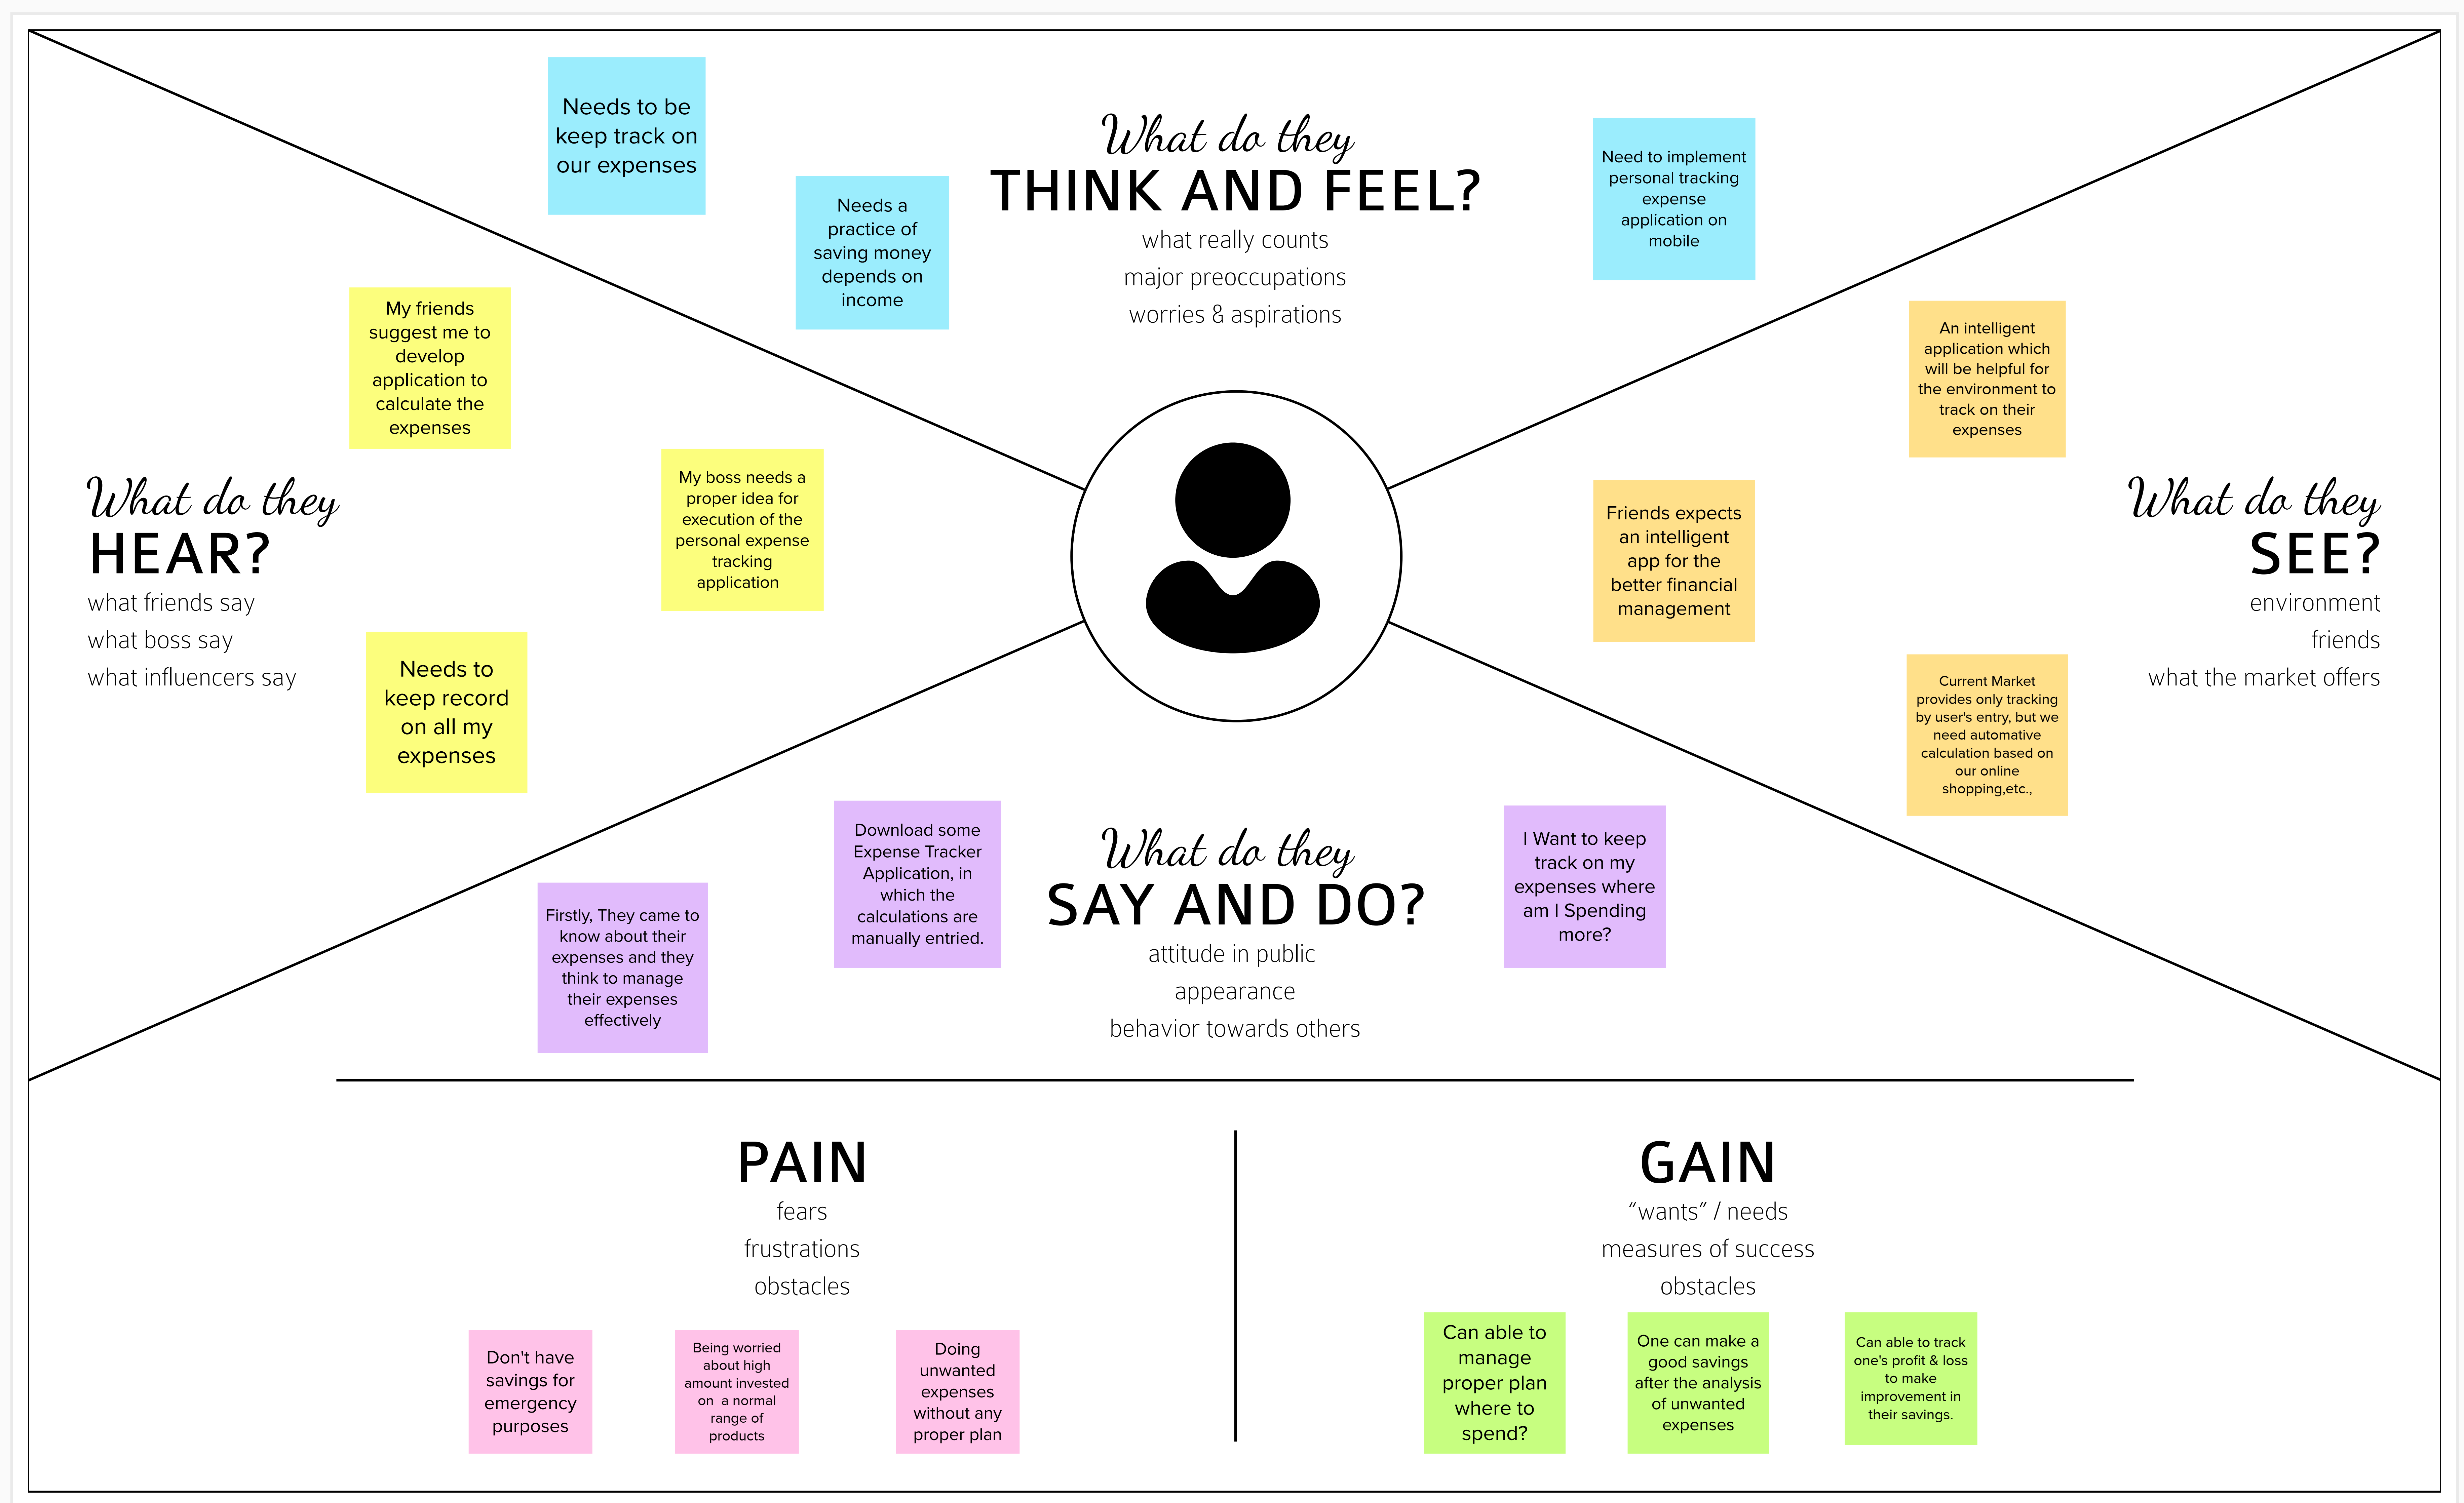 What do they
THINK AND FEEL?
what really counts
major preoccupations
worries & aspirations
Needs to be
keep track on
our expenses
Needs a
practice of
saving money
depends on
income
Need to implement
personal tracking
expense
application on
mobile
What do they
HEAR?
what friends say
what boss say
what influencers say
My friends
suggest me to
develop
application to
calculate the
expenses
My boss needs a
proper idea for
execution of the
personal expense
tracking
application
Needs to
keep record
on all my
expenses
What do they
SEE?
environment
friends
what the market offers
An intelligent
application which
will be helpful for
the environment to
track on their
expenses
Friends expects
an intelligent
app for the
better financial
management
Current Market
provides only tracking
by user's entry, but we
need automative
calculation based on
our online
shopping,etc.,
What do they
SAY AND DO?
attitude in public
appearance
behavior towards others
Firstly, They came to
know about their
expenses and they
think to manage
their expenses
effectively
Download some
Expense Tracker
Application, in
which the
calculations are
manually entried.
I Want to keep
track on my
expenses where
am I Spending
more?
PAIN
fears
frustrations
obstacles
Don't have
savings for
emergency
purposes
Being worried
about high
amount invested
on a normal
range of
products
Doing
unwanted
expenses
without any
proper plan
GAIN
“wants” / needs
measures of success
obstacles
Can able to
manage
proper plan
where to
spend?
One can make a
good savings
after the analysis
of unwanted
expenses
Can able to track
one's profit & loss
to make
improvement in
their savings.